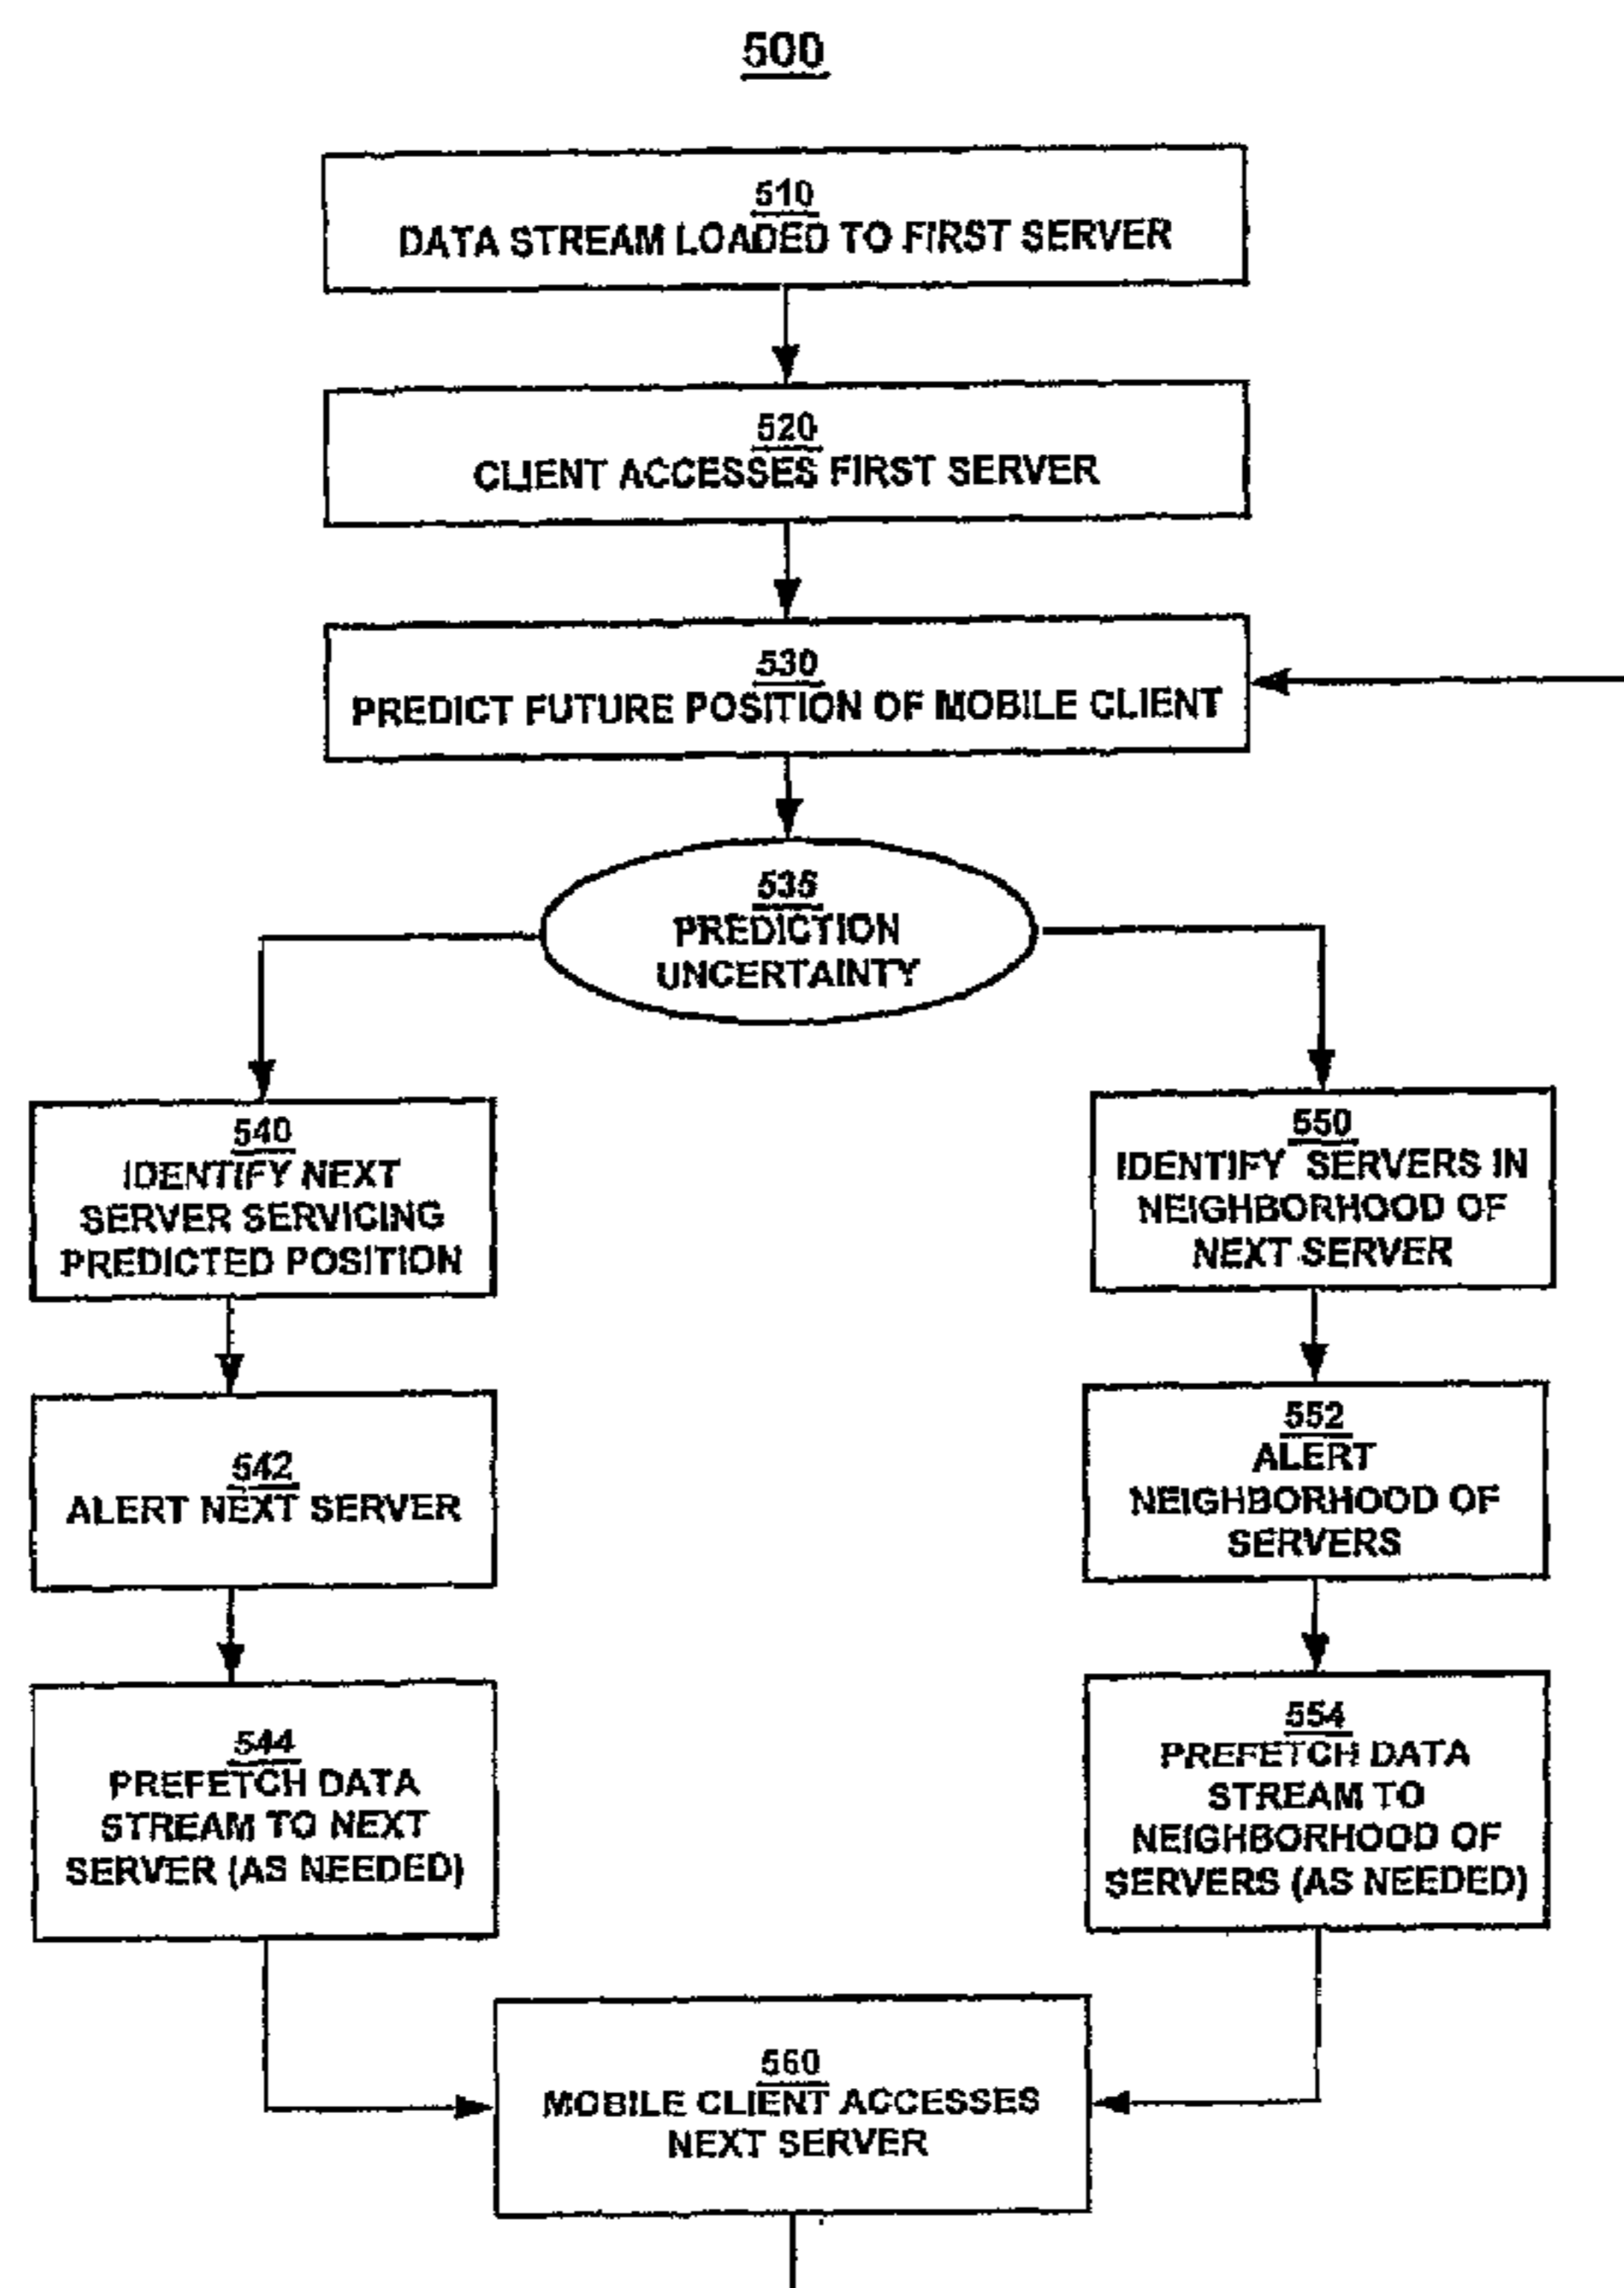 500
510
DATA STREAM LOADED TO FIRST SERVER
520
CLIENT ACCESSES FIRST SERVER
530
PREDICT FUTURE POSITION OF MOBILE CLIENT
535
PREDICTION
UNCERTAINTY
540
IDENTIFY NEXT
SERVER SERVICING
PREDICTED POSITION
542
ALERT NEXT SERVER
544
PREFETCH DATA
STREAM TO NEXT
SERVER (AS NEEDED)
550
IDENTIFY SERVERS IN
NEIGHBORHOOD OF
NEXT SERVER
552
ALERT
NEIGHBORHOOD OF
SERVERS
554
PREFETCH DATA
STREAM TO
NEIGHBORHOOD OF
SERVERS (AS NEEDED)
560
MOBILE CLIENT ACCESSES
NEXT SERVER